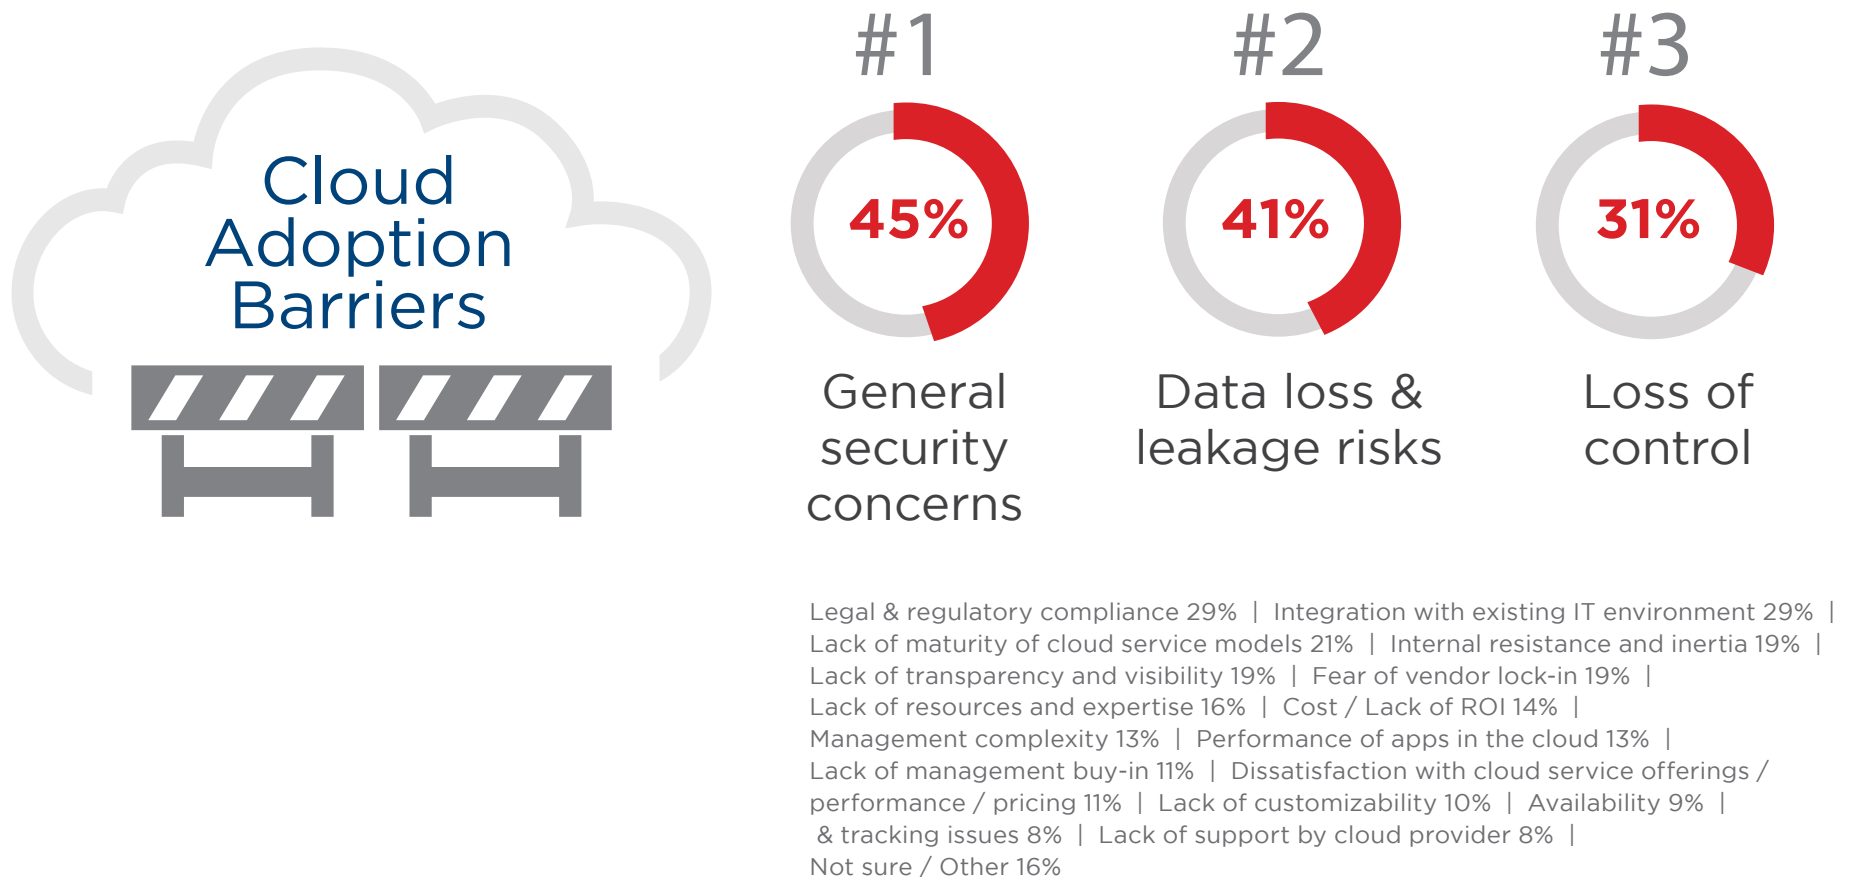 Cloud
Adoption
Barriers
#1
45%
General
security
concerns
#2
41%
Data loss &
leakage risks
#3
31%
Loss of
control
Legal & regulatory compliance 29% | Integration with existing IT environment 29% |
Lack of maturity of cloud service models 21% | Internal resistance and inertia 19% |
Lack of transparency and visibility 19% | Fear of vendor lock-in 19% |
Lack of resources and expertise 16% | Cost / Lack of ROI 14% |
Management complexity 13% | Performance of apps in the cloud 13% |
Lack of management buy-in 11% | Dissatisfaction with cloud service offerings /
performance / pricing 11% | Lack of customizability 10% | Availability 9% |
& tracking issues 8% | Lack of support by cloud provider 8% |
Not sure / Other 16%